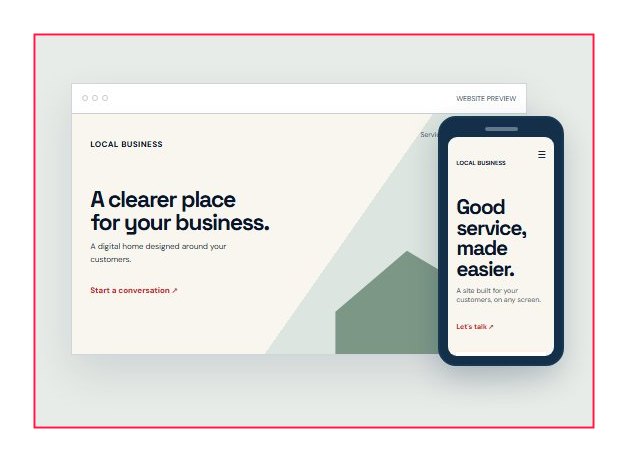 WEBSITE PREVIEW
LOCAL BUSINESS
A clearer place
for your business.
A digital home designed around your
customers.
Start a conversation ↗
LOCAL BUSINESS
Good
service,
made
easier.
A site built for your
customers, on any screen.
Let's talk ↗